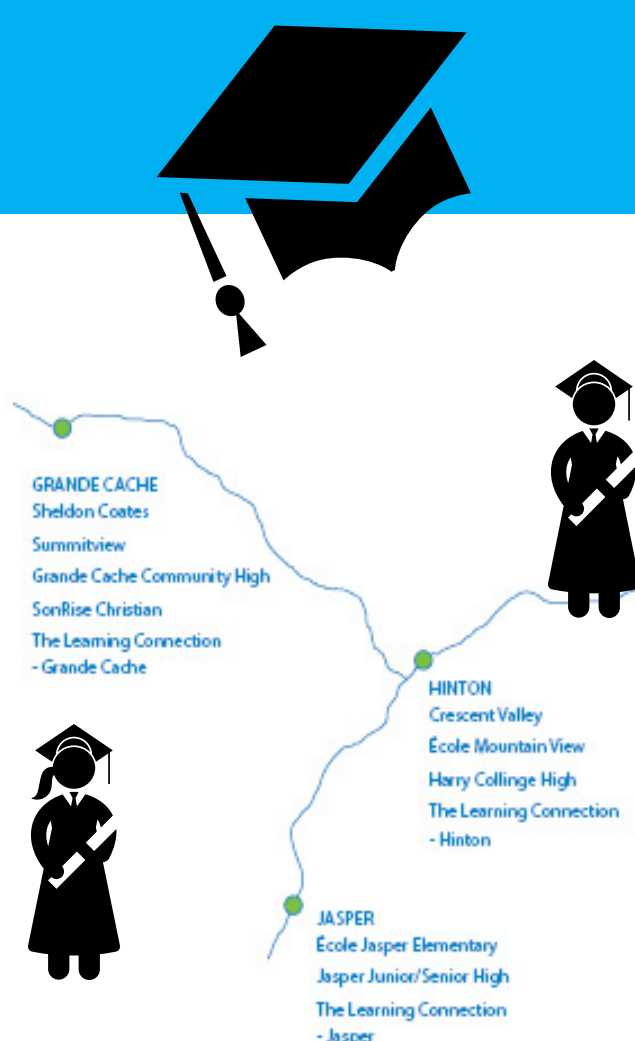 GRANDE CACHE
Sheldon Coates
Summitview
Grande Cache Community High
SonRise Christian
The Learning Connection
- Grande Cache
HINTON
Crescent Valley
École Mountain View
Harry Collinge High
The Learning Connection
- Hinton
JASPER
École Jasper Elementary
Jasper Junior/Senior High
The Learning Connection
- Jasper